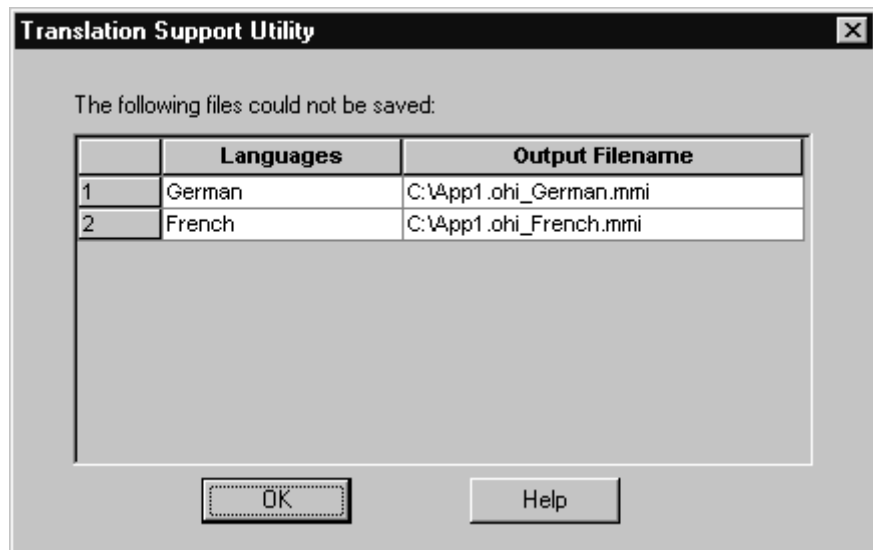 Translation Support Utility
The following files could not be saved:
Languages Output Filename
1 German C:\App1.ohi_German.mmi
2 French C:\App1.ohi_French.mmi
OK Help